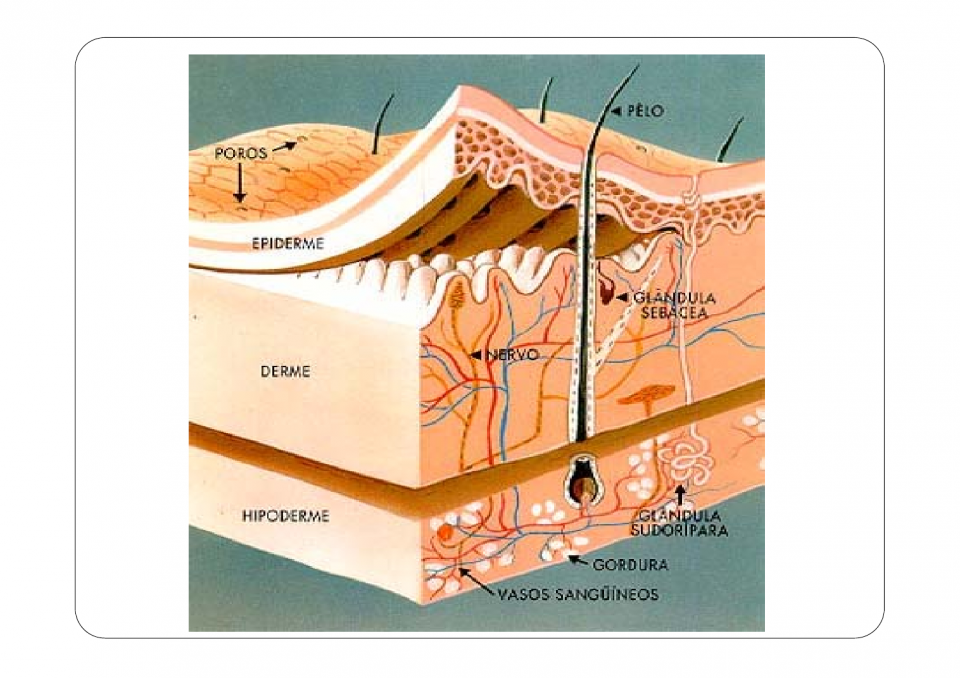 PÊLO
POROS
EPIDERME
GLÂNDULA
SEBÁCEA
NERVO
DERME
HIPODERME
GLÂNDULA
SUDORÍPARA
GORDURA
VASOS SANGÜÍNEOS